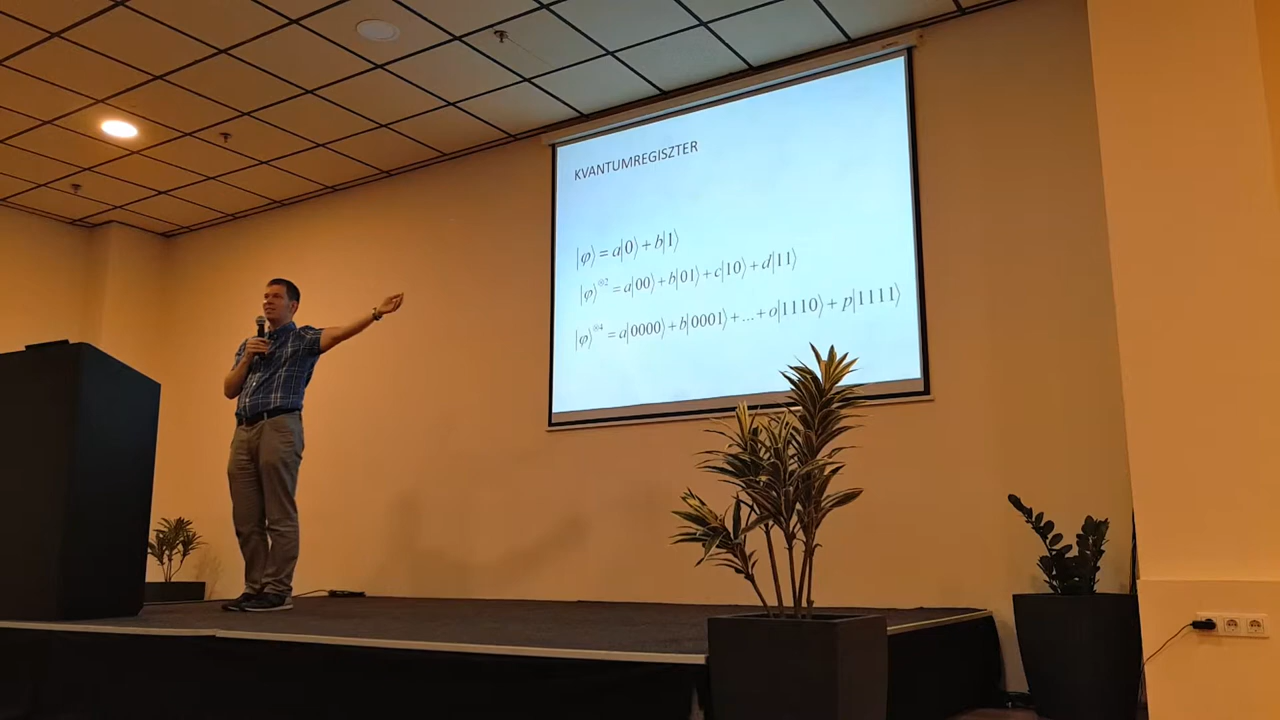 KVANTUMREGISZTER
|φ⟩ = a|0⟩ + b|1⟩
|φ⟩^⊗2 = a|00⟩ + b|01⟩ + c|10⟩ + d|11⟩
|φ⟩^⊗4 = a|0000⟩ + b|0001⟩ + ... + o|1110⟩ + p|1111⟩